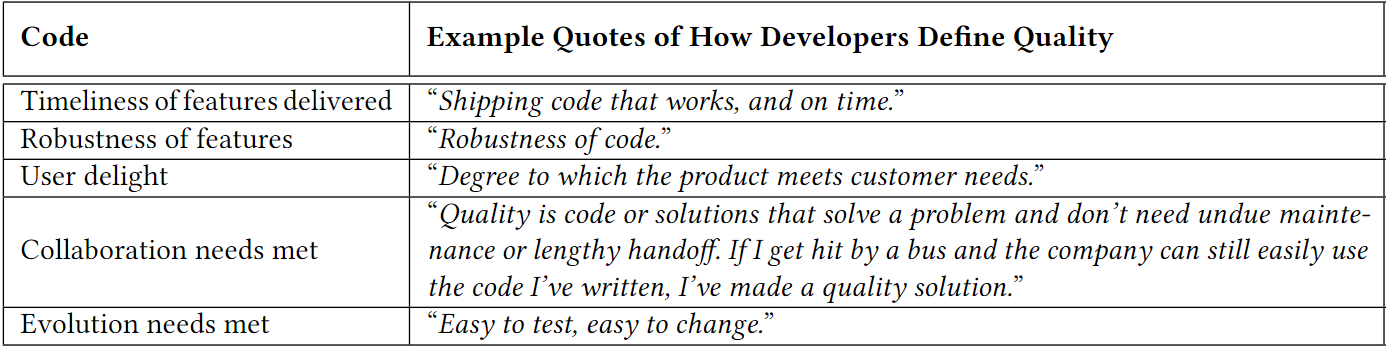 Code Example Quotes of How Developers Define Quality
Timeliness of features delivered “Shipping code that works, and on time.”
Robustness of features “Robustness of code.”
User delight “Degree to which the product meets customer needs.”
“Quality is code or solutions that solve a problem and don’t need undue mainte-
Collaboration needs met nance or lengthy handoff. If I get hit by a bus and the company can still easily use
the code I’ve written, I’ve made a quality solution.”
Evolution needs met “Easy to test, easy to change.”